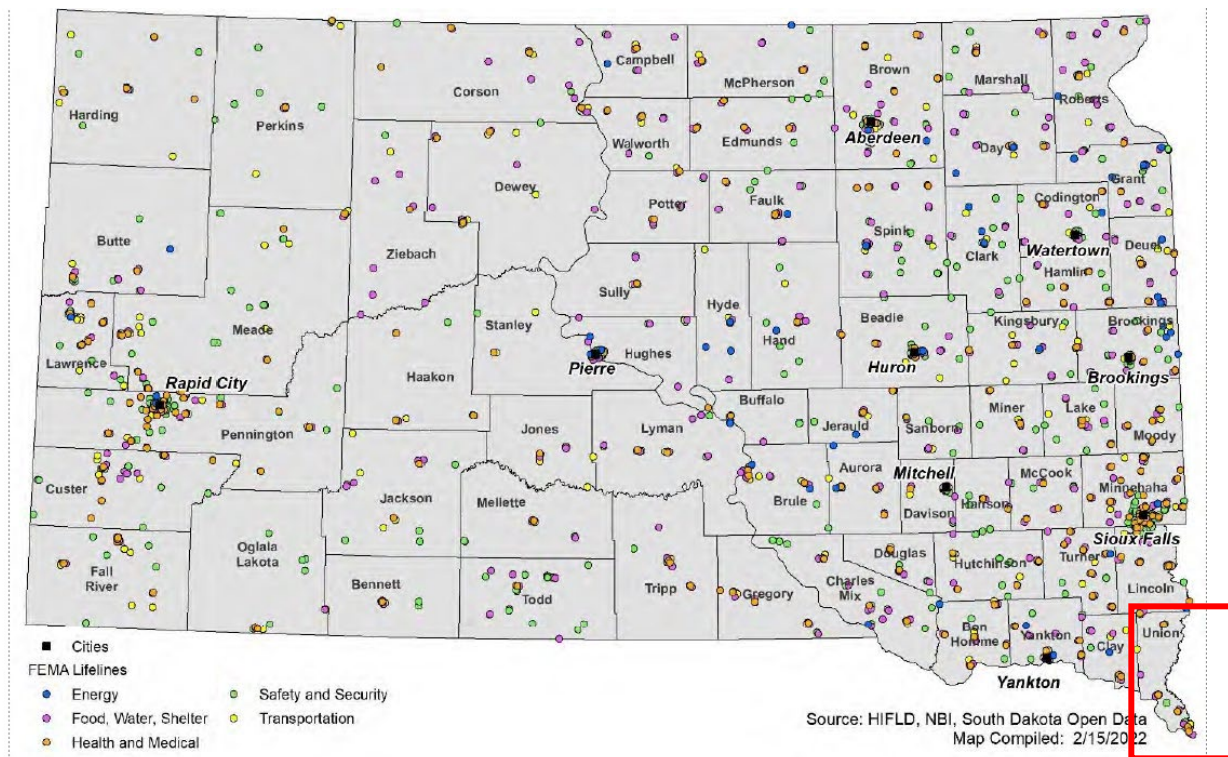 Campbell
McPherson
Brown
Marshall
Roberts
Harding
Perkins
Corson
Walworth
Edmunds
Aberdeen
Day
Grant
Dewey
Potter
Faulk
Codington
Butte
Ziebach
Spink
Clark
Watertown
Deuel
Hamlin
Sully
Hyde
Meade
Stanley
Hand
Beadle
Kingsbury
Brookings
Lawrence
Rapid City
Haakon
Pierre
Hughes
Huron
Brookings
Pennington
Jones
Lyman
Buffalo
Jerauld
Sanborn
Miner
Lake
Moody
Custer
Jackson
Mellette
Brule
Aurora
Mitchell
Davison
Hanson
McCook
Minnehaha
Sioux Falls
Fall
River
Oglala
Lakota
Bennett
Todd
Tripp
Gregory
Charles
Mix
Douglas
Hutchinson
Turner
Lincoln
Bon
Homme
Yankton
Clay
Union
Yankton
Cities
FEMA Lifelines
Energy
Safety and Security
Food, Water, Shelter
Transportation
Health and Medical
Source: HIFLD, NBI, South Dakota Open Data
Map Compiled: 2/15/2022